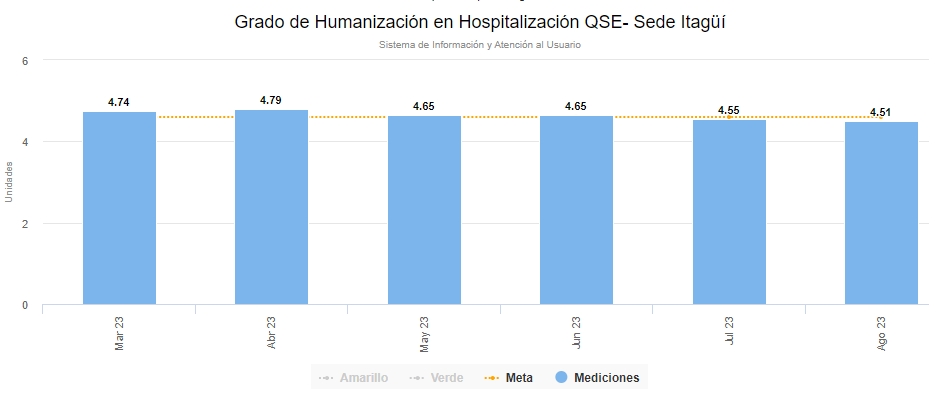 Grado de Humanización en Hospitalización QSE- Sede Itagüí
Sistema de Información y Atención al Usuario
Unidades
6
4
2
0
4.74
4.79
4.65
4.65
4.55
4.51
Mar 23
Abr 23
May 23
Jun 23
Jul 23
Ago 23
Amarillo
Verde
Meta
Mediciones